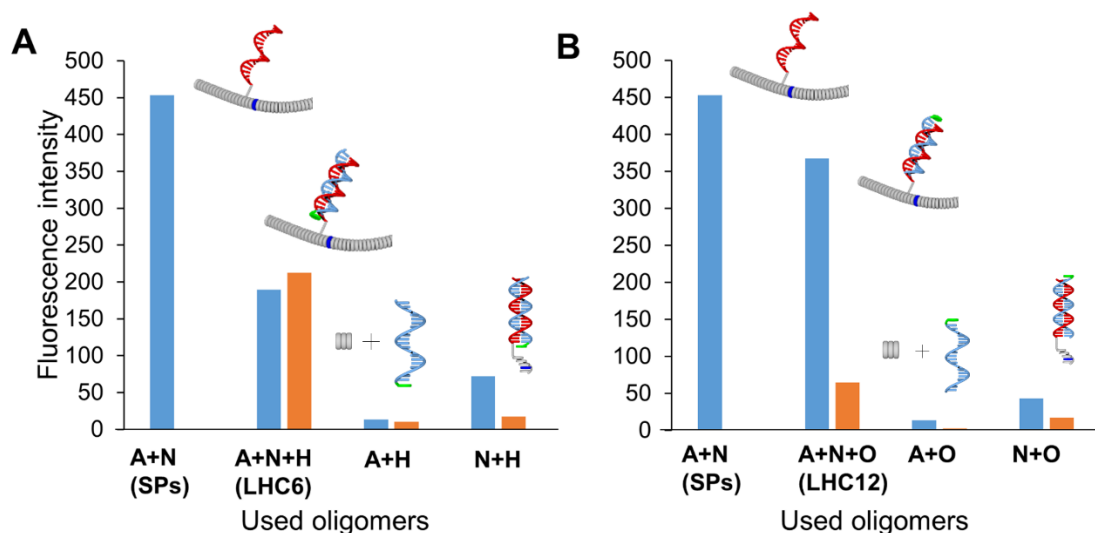 A
500
450
400
350
300
250
200
150
100
50
0
Fluorescence intensity
A+N
(SPs)
A+N+H
(LHC6)
A+H
N+H
Used oligomers
+
B
500
450
400
350
300
250
200
150
100
50
0
A+N
(SPs)
A+N+O
(LHC12)
A+O
N+O
Used oligomers
+